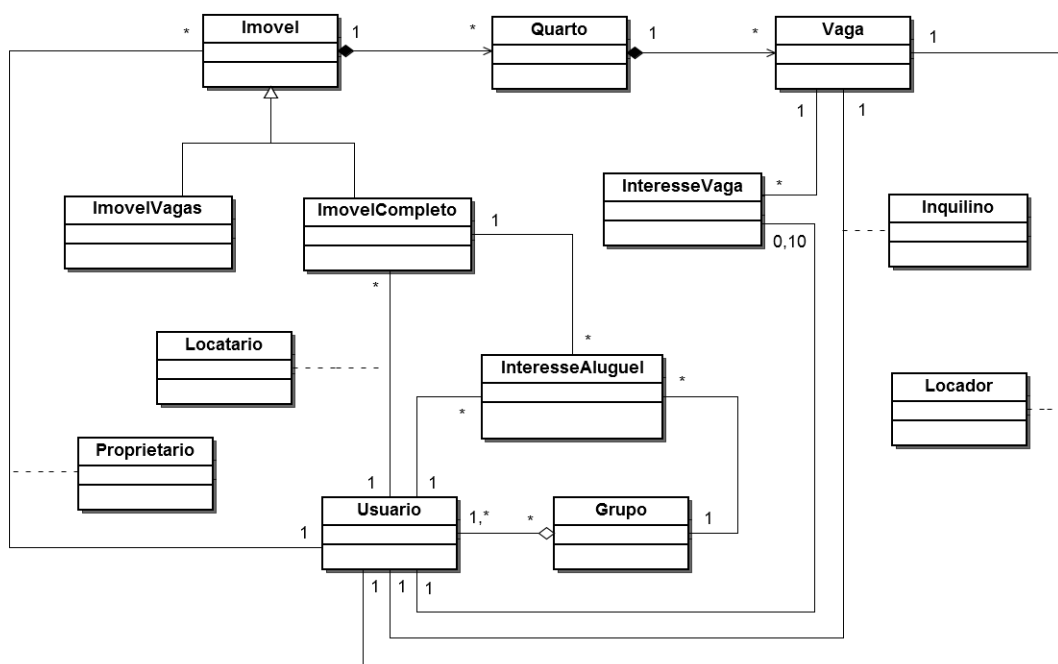 Imovel
Quarto
Vaga
* 1 * 1 * 1
1 1
ImovelVagas
ImovelCompleto
InteresseVaga
Inquilino
1 * 0,10
*
Locatario
InteresseAluguel
Locador
* * *
Proprietario
1 1
Usuario
Grupo
1 1,* * 1
1 1 1